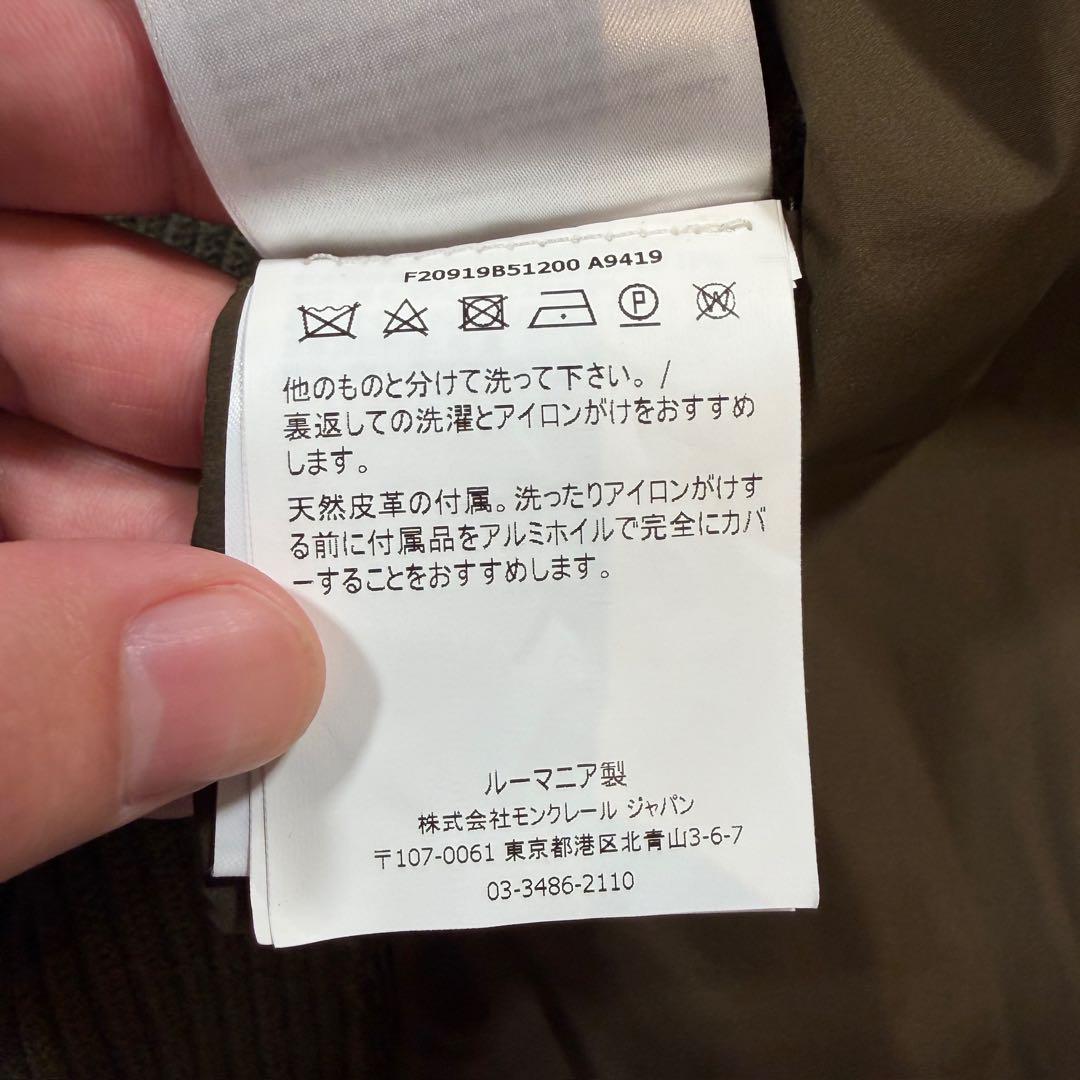 F20919B51200 A9419
P
W
他のものと分けて洗って下さい。/
裏返しての洗濯とアイロンがけをおすすめ
します。
天然皮革の付属。洗ったりアイロンがけす
る前に付属品をアルミホイルで完全にカバ
ーすることをおすすめします。
ルーマニア製
株式会社モンクレール ジャパン
〒107-0061 東京都港区北青山3-6-7
03-3486-2110